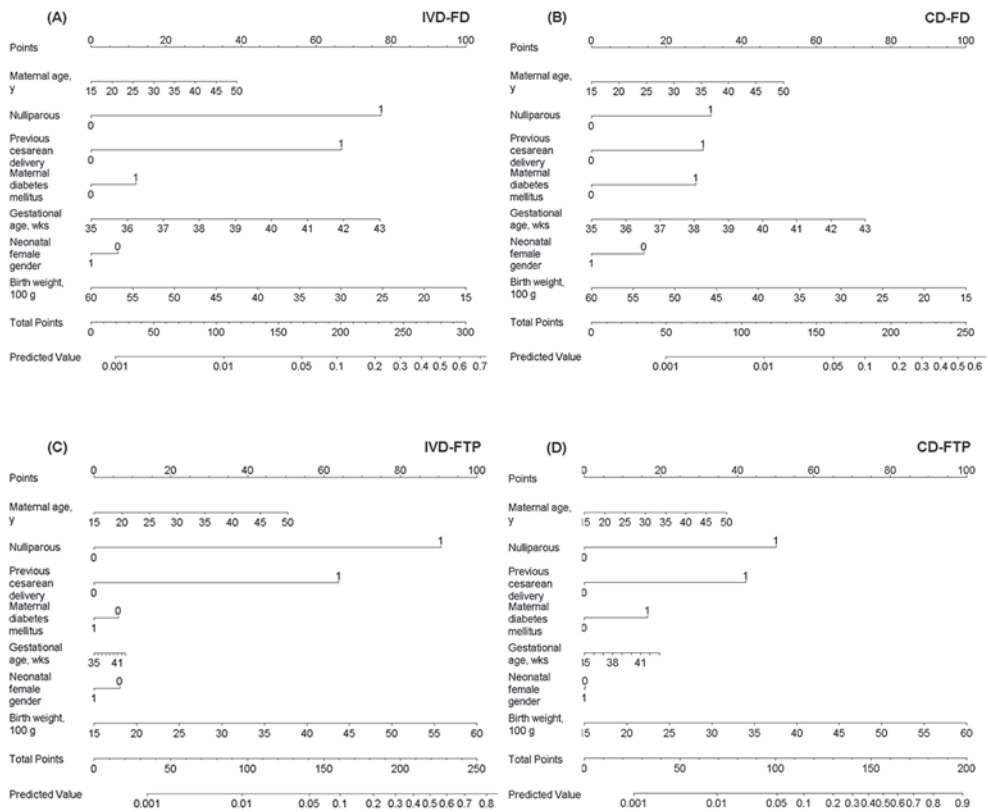 (A) IVD-FD
Points 0 20 40 60 80 100
Maternal age,
y 15 20 25 30 35 40 45 50
Nulliparous 1
0
Previous
cesarean 1
delivery 0
Maternal
diabetes 1
mellitus 0
Gestational
age, wks 35 36 37 38 39 40 41 42 43
Neonatal
female 0
gender 1
Birth weight,
100 g 60 55 50 45 40 35 30 25 20 15
Total Points 0 50 100 150 200 250 300
Predicted Value 0.001 0.01 0.05 0.1 0.2 0.3 0.4 0.5 0.6 0.7
(B) CD-FD
Points 0 20 40 60 80 100
Maternal age,
y 15 20 25 30 35 40 45 50
Nulliparous 1
0
Previous
cesarean 1
delivery 0
Maternal
diabetes 1
mellitus 0
Gestational
age, wks 35 36 37 38 39 40 41 42 43
Neonatal
female 0
gender 1
Birth weight,
100 g 60 55 50 45 40 35 30 25 20 15
Total Points 0 50 100 150 200 250
Predicted Value 0.001 0.01 0.05 0.1 0.2 0.3 0.4 0.5 0.6
(C) IVD-FTP
Points 0 20 40 60 80 100
Maternal age,
y 15 20 25 30 35 40 45 50
Nulliparous 1
0
Previous
cesarean 1
delivery 0
Maternal
diabetes 0
mellitus 1
Gestational
age, wks 35 41
Neonatal
female 0
gender 1
Birth weight,
100 g 15 20 25 30 35 40 45 50 55 60
Total Points 0 50 100 150 200 250
Predicted Value 0.001 0.01 0.05 0.1 0.2 0.3 0.4 0.5 0.6 0.7 0.8
(D) CD-FTP
Points 0 20 40 60 80 100
Maternal age,
y 15 20 25 30 35 40 45 50
Nulliparous 1
0
Previous
cesarean 1
delivery 0
Maternal
diabetes 1
mellitus 0
Gestational
age, wks 35 38 41
Neonatal
female 0
gender 1
Birth weight,
100 g 15 20 25 30 35 40 45 50 55 60
Total Points 0 50 100 150 200
Predicted Value 0.001 0.01 0.05 0.1 0.2 0.3 0.4 0.5 0.6 0.7 0.8 0.9